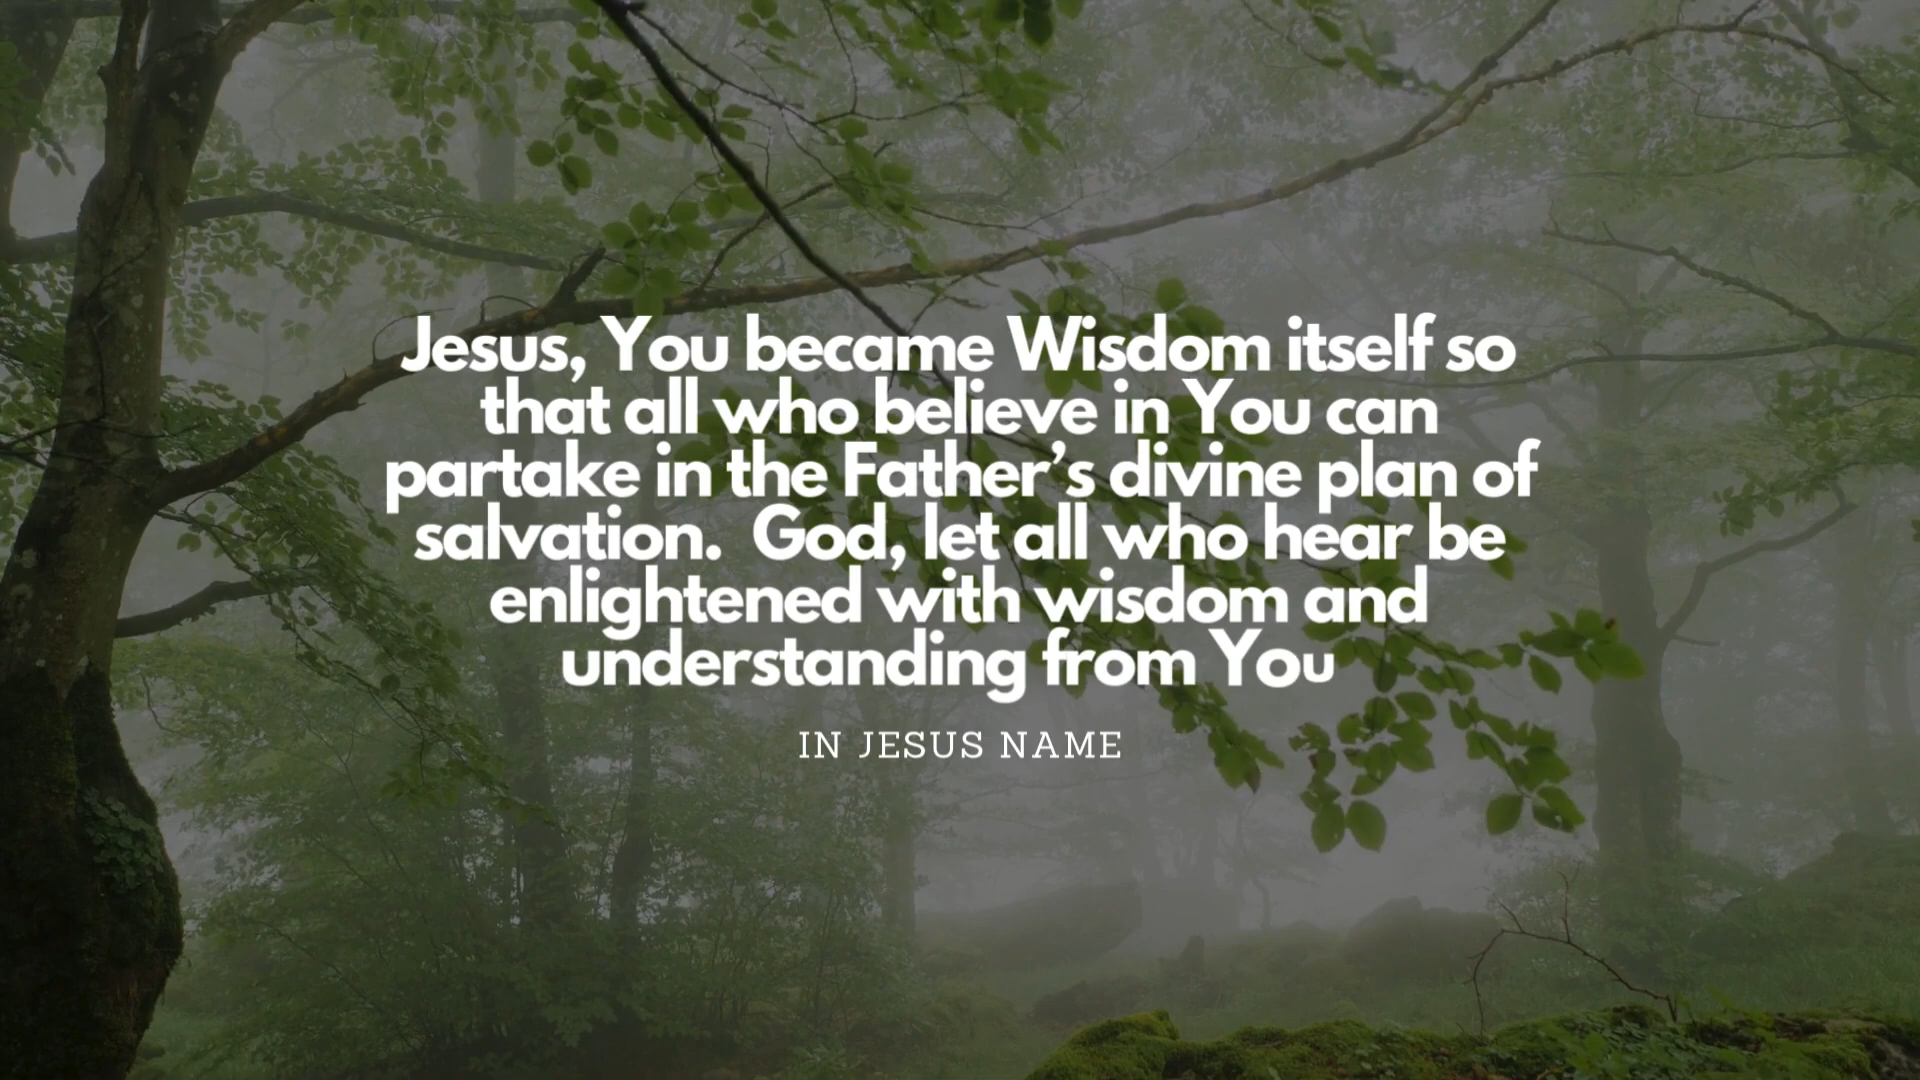 Jesus, You became Wisdom itself so
that all who believe in You can
partake in the Father’s divine plan of
salvation.  God, let all who hear be
enlightened with wisdom and
understanding from You
IN JESUS NAME